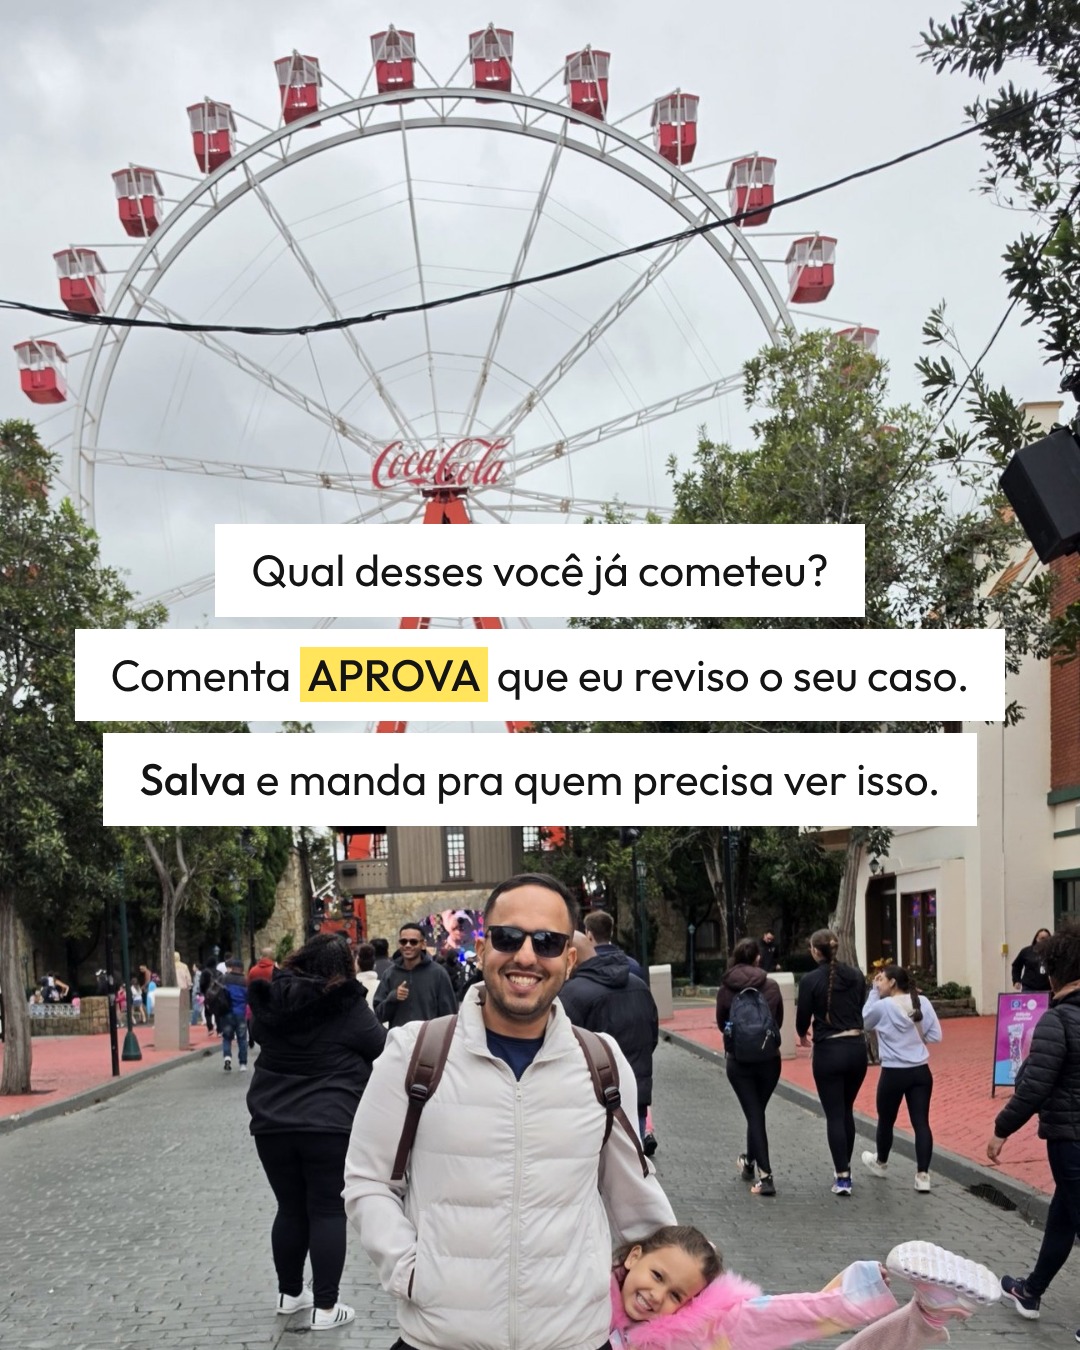 Coca-Cola
Qual desses você já cometeu?
Comenta APROVA que eu reviso o seu caso.
Salva e manda pra quem precisa ver isso.